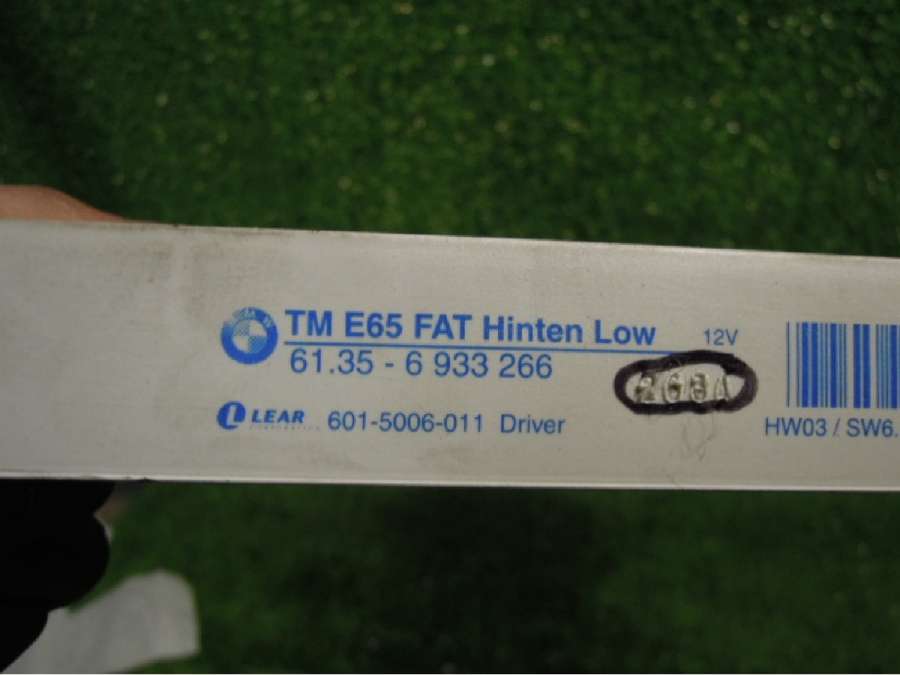 TM E65 FAT Hinten Low 12V
61.35 - 6 933 266
268A
LEAR 601-5006-011 Driver
HW03 / SW6.